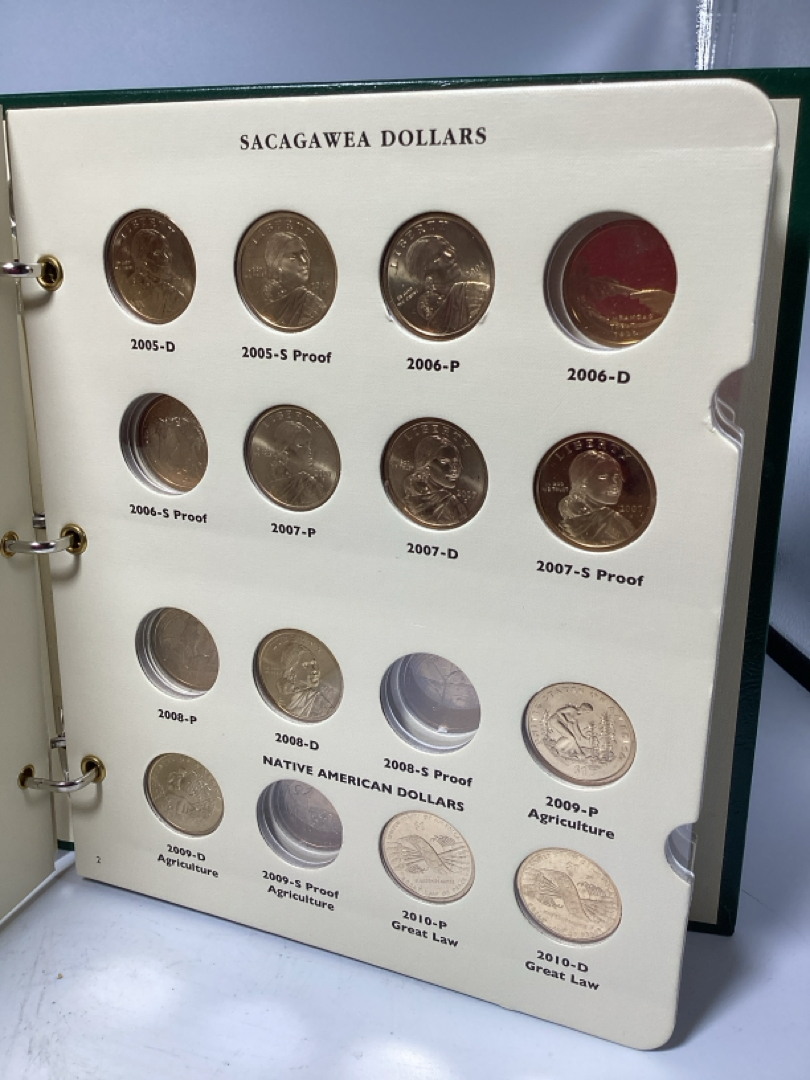 SACAGAWEA DOLLARS
LIBERTY
LIBERTY
LIBERTY
2005-D
2005-S Proof
2006-P
2006-D
LIBERTY
LIBERTY
LIBERTY
2007
2007
2006-S Proof
2007-P
2007-D
2007-S Proof
2008-P
2008-D
2008-S Proof
2009-P
Agriculture
NATIVE AMERICAN DOLLARS
2009-D
Agriculture
2009-S Proof
Agriculture
2010-P
Great Law
2010-D
Great Law
2